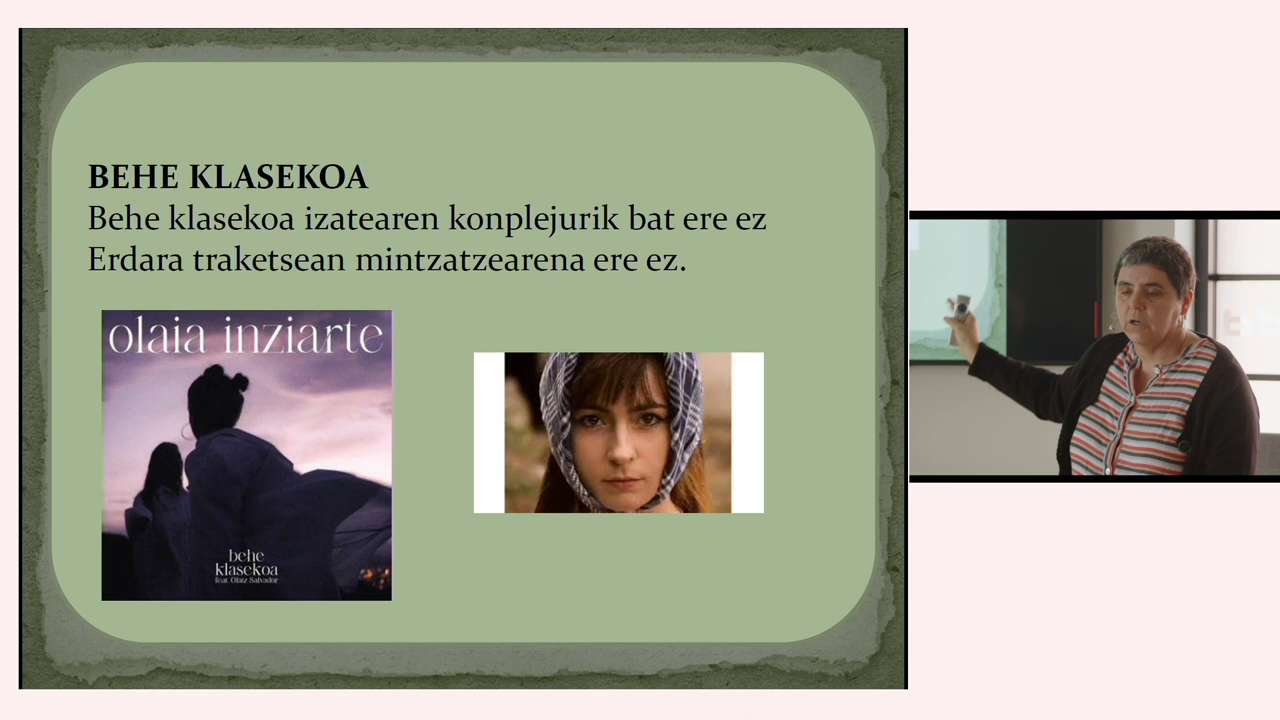 BEHE KLASEKOA
Behe klasekoa izatearen konplejurik bat ere ez
Erdara traketsean mintzatzearena ere ez.
olaia inziarte
behe
klasekoa
feat. Olatz Salvador